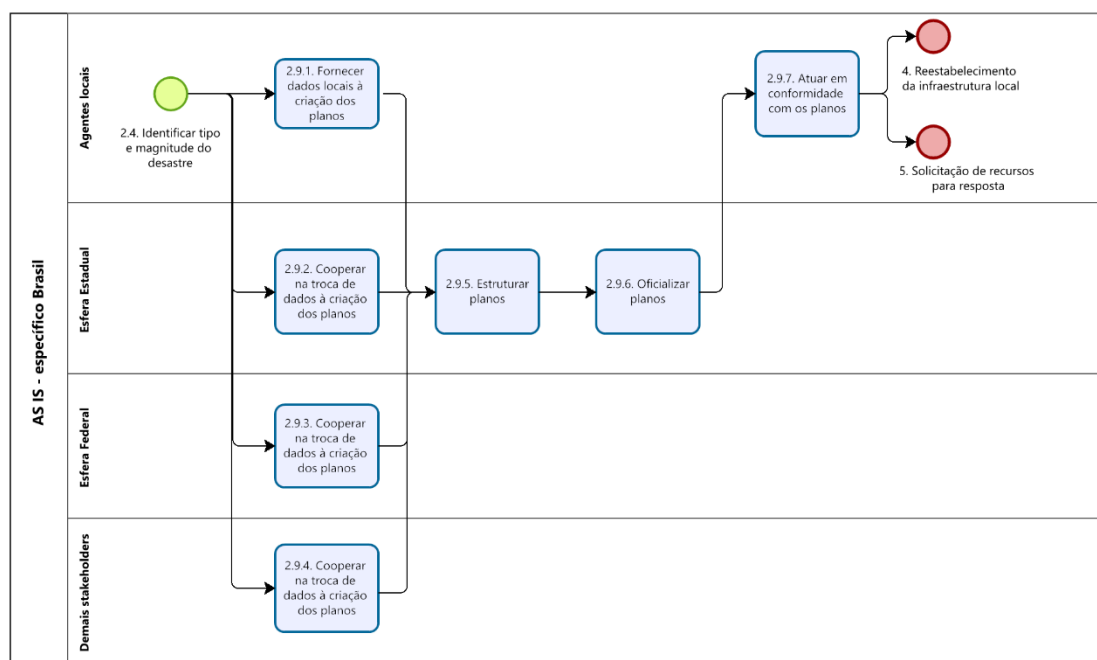 AS IS - específico Brasil
Agentes locais
2.4. Identificar tipo
e magnitude do
desastre
2.9.1. Fornecer
dados locais à
criação dos
planos
2.9.7. Atuar em
conformidade
com os planos
4. Reestabelecimento
da infraestrutura local
5. Solicitação de recursos
para resposta
Esfera Estadual
2.9.2. Cooperar
na troca de
dados à criação
dos planos
2.9.5. Estruturar
planos
2.9.6. Oficializar
planos
Esfera Federal
2.9.3. Cooperar
na troca de
dados à criação
dos planos
Demais stakeholders
2.9.4. Cooperar
na troca de
dados à criação
dos planos